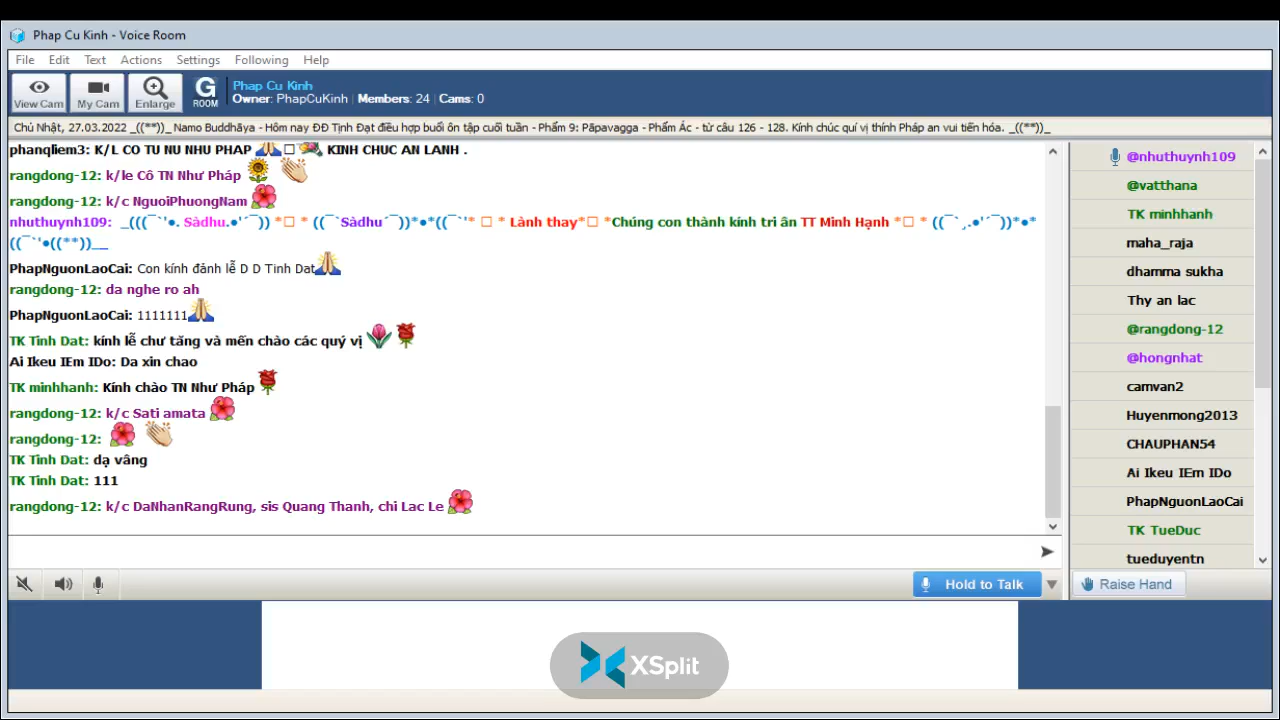 Phap Cu Kinh - Voice Room
File Edit Text Actions Settings Following Help
View Cam My Cam Enlarge G ROOM
Phap Cu Kinh
Owner: PhapCuKinh | Members: 24 | Cams: 0
Chủ Nhật, 27.03.2022 _((**))_ Namo Buddhāya - Hôm nay ĐĐ Tịnh Đạt điều hợp buổi ôn tập cuối tuần - Phẩm 9: Pāpavagga - Phẩm Ác - từ câu 126 - 128. Kính chúc quí vị thính Pháp an vui tiến hóa. _((**))_
phanqliem3: K/L CO TU NU NHU PHAP 🙏□ KINH CHUC AN LANH .
rangdong-12: k/le Cô TN Như Pháp 🌻 👏
rangdong-12: k/c NguoiPhuongNam 🌺
nhuthuynh109: _(((¯`'●. Sàdhu.●'´¯)) *□ * ((¯`Sàdhu´¯))*●*((¯`'* □ * Lành thay*□ *Chúng con thành kính tri ân TT Minh Hạnh *□ * ((¯`¸.●'´¯))*●*
((¯`'●((**))__
PhapNguonLaoCai: Con kính đảnh lễ D D Tinh Dat🙏
rangdong-12: da nghe ro ah
PhapNguonLaoCai: 1111111🙏
TK Tinh Dat: kính lễ chư tăng và mến chào các quý vị 🌷 🌹
Ai Ikeu IEm IDo: Da xin chao
TK minhhanh: Kính chào TN Như Pháp 🌹
rangdong-12: k/c Sati amata 🌺
rangdong-12: 🌺 👏
TK Tinh Dat: dạ vâng
TK Tinh Dat: 111
rangdong-12: k/c DaNhanRangRung, sis Quang Thanh, chi Lac Le 🌺
@nhuthuynh109
@vatthana
TK minhhanh
maha_raja
dhamma sukha
Thy an lac
@rangdong-12
@hongnhat
camvan2
Huyenmong2013
CHAUPHAN54
Ai Ikeu IEm IDo
PhapNguonLaoCai
TK TueDuc
tueduyentn
Hold to Talk
Raise Hand
XSplit